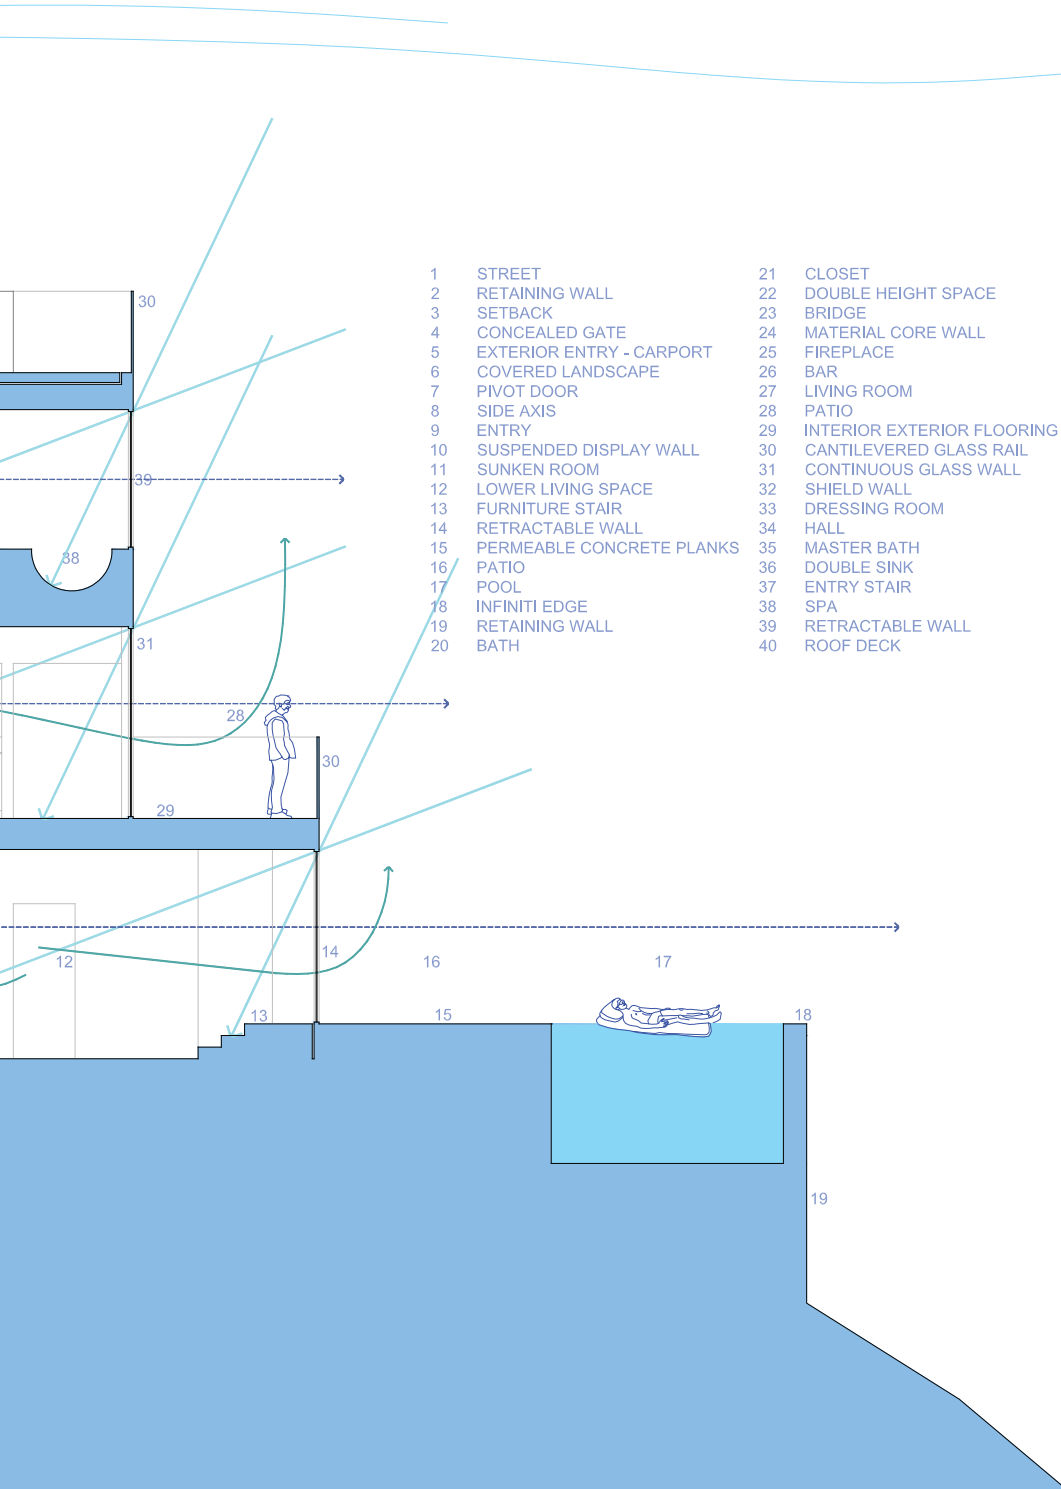 1 STREET
2 RETAINING WALL
3 SETBACK
4 CONCEALED GATE
5 EXTERIOR ENTRY - CARPORT
6 COVERED LANDSCAPE
7 PIVOT DOOR
8 SIDE AXIS
9 ENTRY
10 SUSPENDED DISPLAY WALL
11 SUNKEN ROOM
12 LOWER LIVING SPACE
13 FURNITURE STAIR
14 RETRACTABLE WALL
15 PERMEABLE CONCRETE PLANKS
16 PATIO
17 POOL
18 INFINITI EDGE
19 RETAINING WALL
20 BATH
21 CLOSET
22 DOUBLE HEIGHT SPACE
23 BRIDGE
24 MATERIAL CORE WALL
25 FIREPLACE
26 BAR
27 LIVING ROOM
28 PATIO
29 INTERIOR EXTERIOR FLOORING
30 CANTILEVERED GLASS RAIL
31 CONTINUOUS GLASS WALL
32 SHIELD WALL
33 DRESSING ROOM
34 HALL
35 MASTER BATH
36 DOUBLE SINK
37 ENTRY STAIR
38 SPA
39 RETRACTABLE WALL
40 ROOF DECK
30
39
38
31
28
30
29
14
12
16
17
13
15
18
19